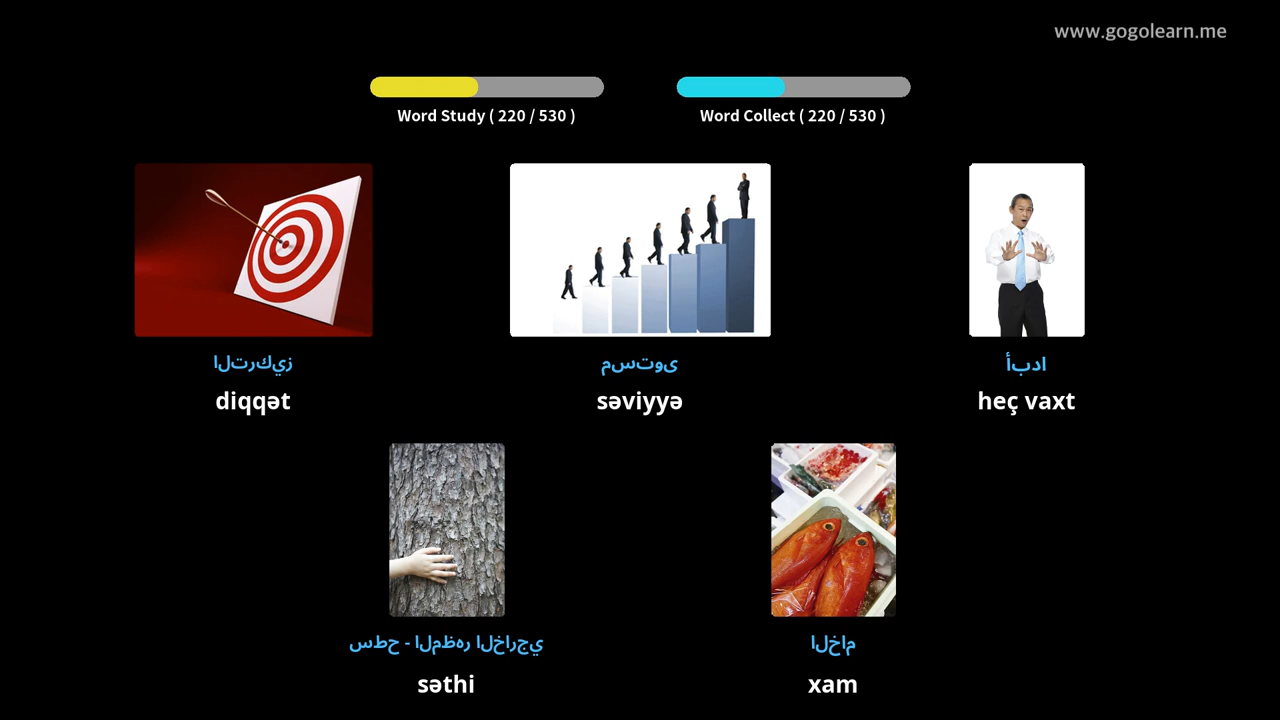 www.gogolearn.me
Word Study ( 220 / 530 )
Word Collect ( 220 / 530 )
التركيز
مستوى
أبدا
diqqət
səviyyə
heç vaxt
سطح - المظهر الخارجي
الخام
səthi
xam